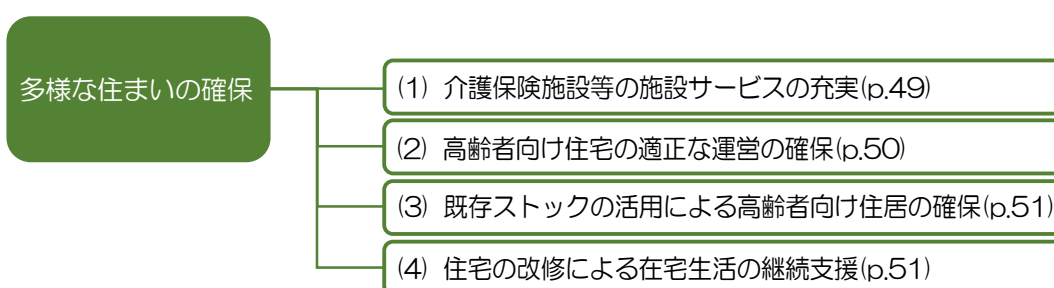 多様な住まいの確保
(1) 介護保険施設等の施設サービスの充実(p.49)
(2) 高齢者向け住宅の適正な運営の確保(p.50)
(3) 既存ストックの活用による高齢者向け住居の確保(p.51)
(4) 住宅の改修による在宅生活の継続支援(p.51)